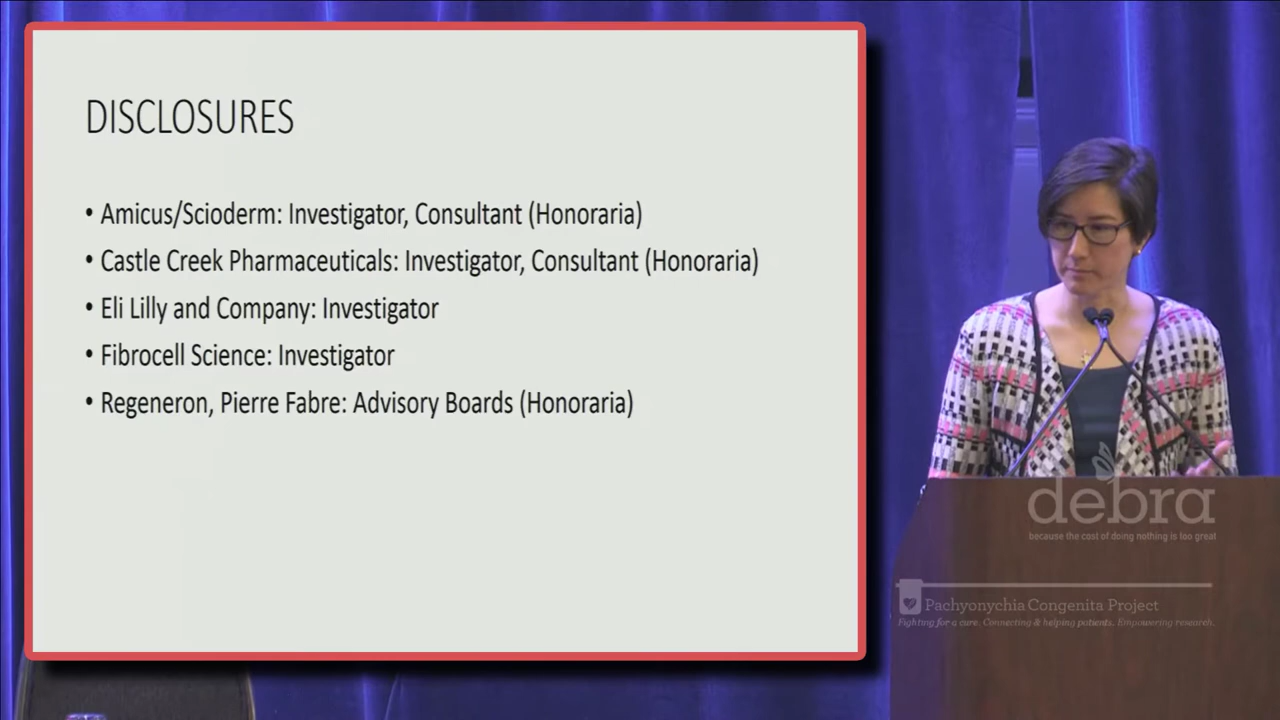 DISCLOSURES
• Amicus/Scioderm: Investigator, Consultant (Honoraria)
• Castle Creek Pharmaceuticals: Investigator, Consultant (Honoraria)
• Eli Lilly and Company: Investigator
• Fibrocell Science: Investigator
• Regeneron, Pierre Fabre: Advisory Boards (Honoraria)
debra
because the cost of doing nothing is too great
Pachyonychia Congenita Project
Fighting for a cure. Connecting & helping patients. Empowering research.